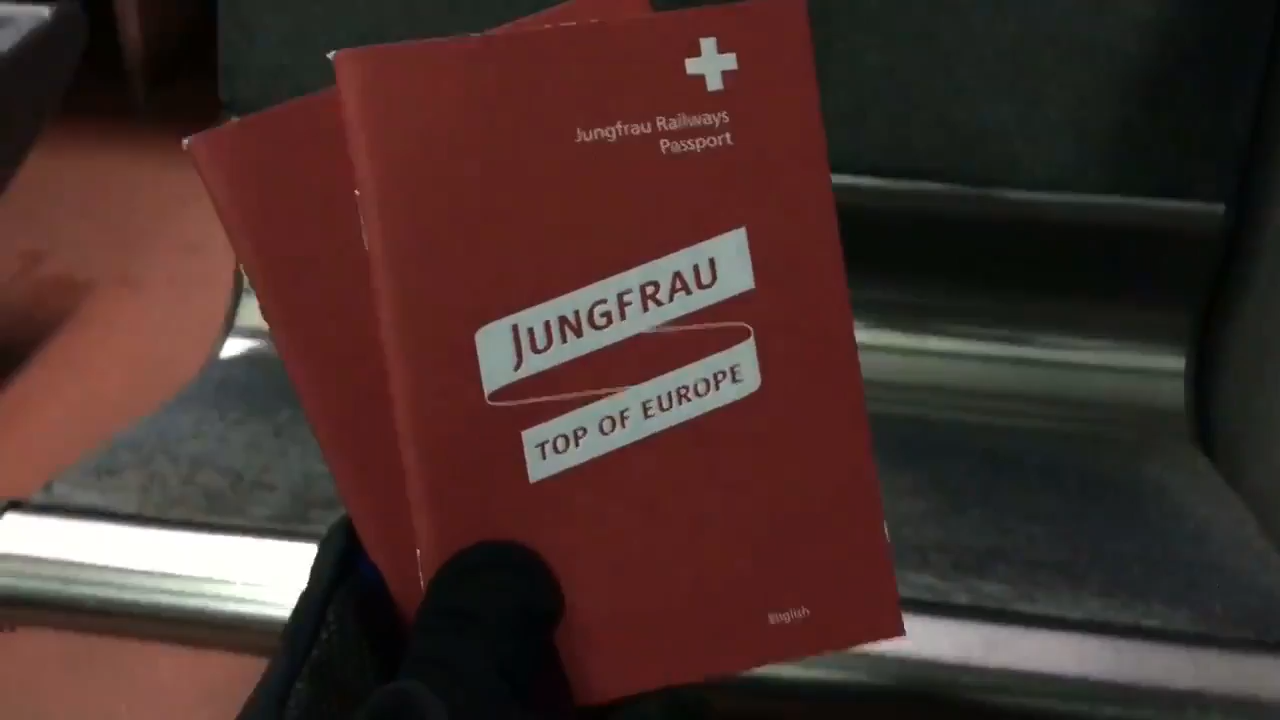 Jungfrau Railways
Passport
JUNGFRAU
TOP OF EUROPE
English